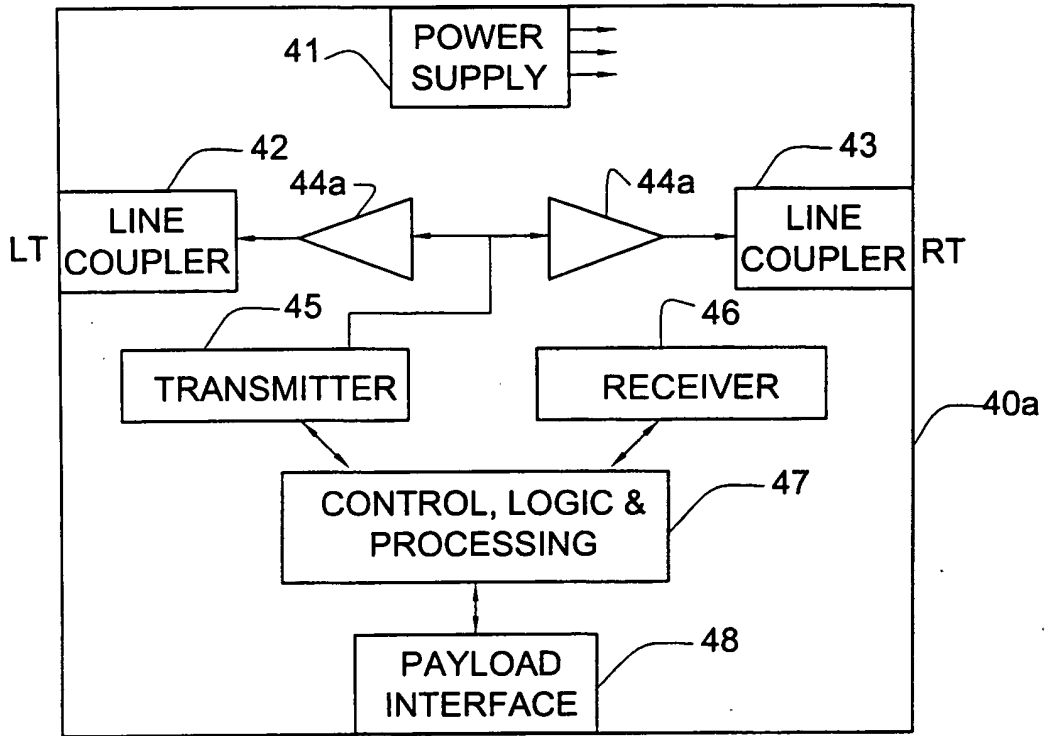 POWER
SUPPLY
41
42
44a
44a
43
LINE
COUPLER
LINE
COUPLER
LT
RT
45
46
TRANSMITTER
RECEIVER
40a
CONTROL, LOGIC &
PROCESSING
47
PAYLOAD
INTERFACE
48